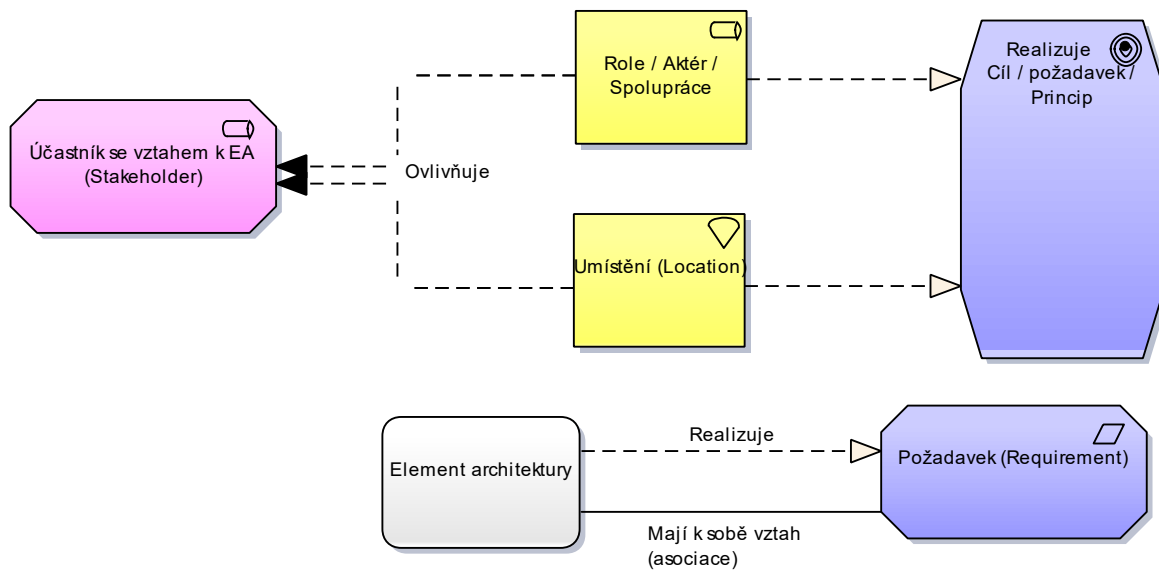 Účastník se vztahem k EA
(Stakeholder)
Ovlivňuje
Role / Aktér /
Spolupráce
Umístění (Location)
Realizuje
Cíl / požadavek /
Princip
Element architektury
Realizuje
Mají k sobě vztah
(asociace)
Požadavek (Requirement)